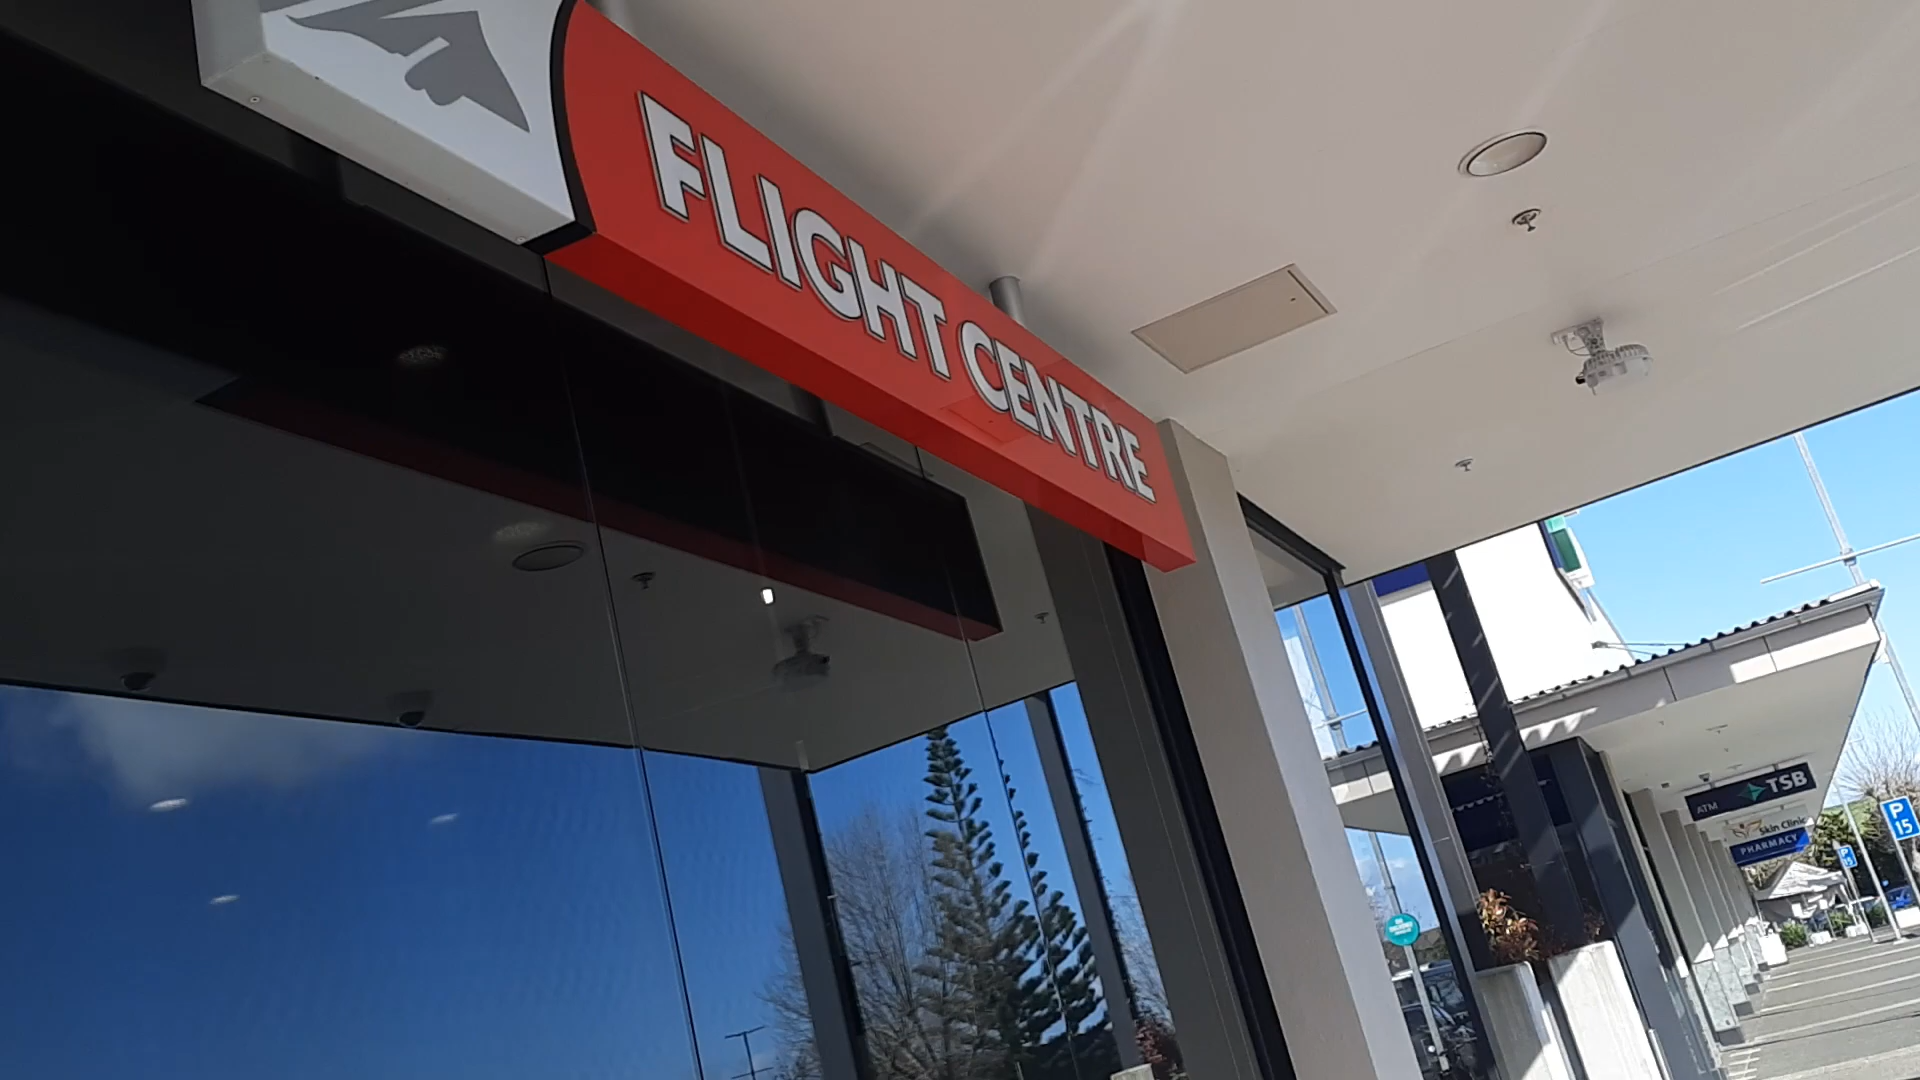 FLIGHT CENTRE
ATM TSB
Skin Clinic
PHARMACY
P
15
P